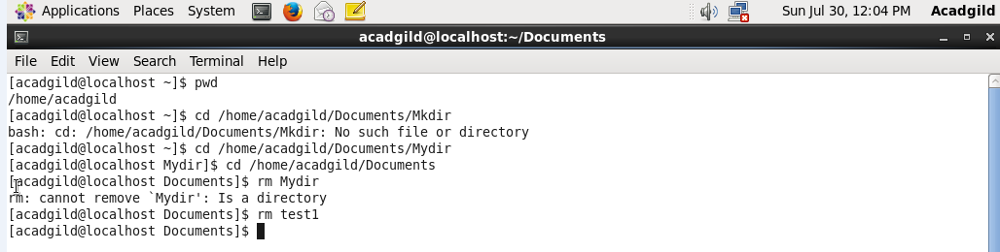 Applications Places System Sun Jul 30, 12:04 PM Acadgild
acadgild@localhost:~/Documents
File Edit View Search Terminal Help
[acadgild@localhost ~]$ pwd
/home/acadgild
[acadgild@localhost ~]$ cd /home/acadgild/Documents/Mkdir
bash: cd: /home/acadgild/Documents/Mkdir: No such file or directory
[acadgild@localhost ~]$ cd /home/acadgild/Documents/Mydir
[acadgild@localhost Mydir]$ cd /home/acadgild/Documents
[acadgild@localhost Documents]$ rm Mydir
rm: cannot remove `Mydir': Is a directory
[acadgild@localhost Documents]$ rm test1
[acadgild@localhost Documents]$